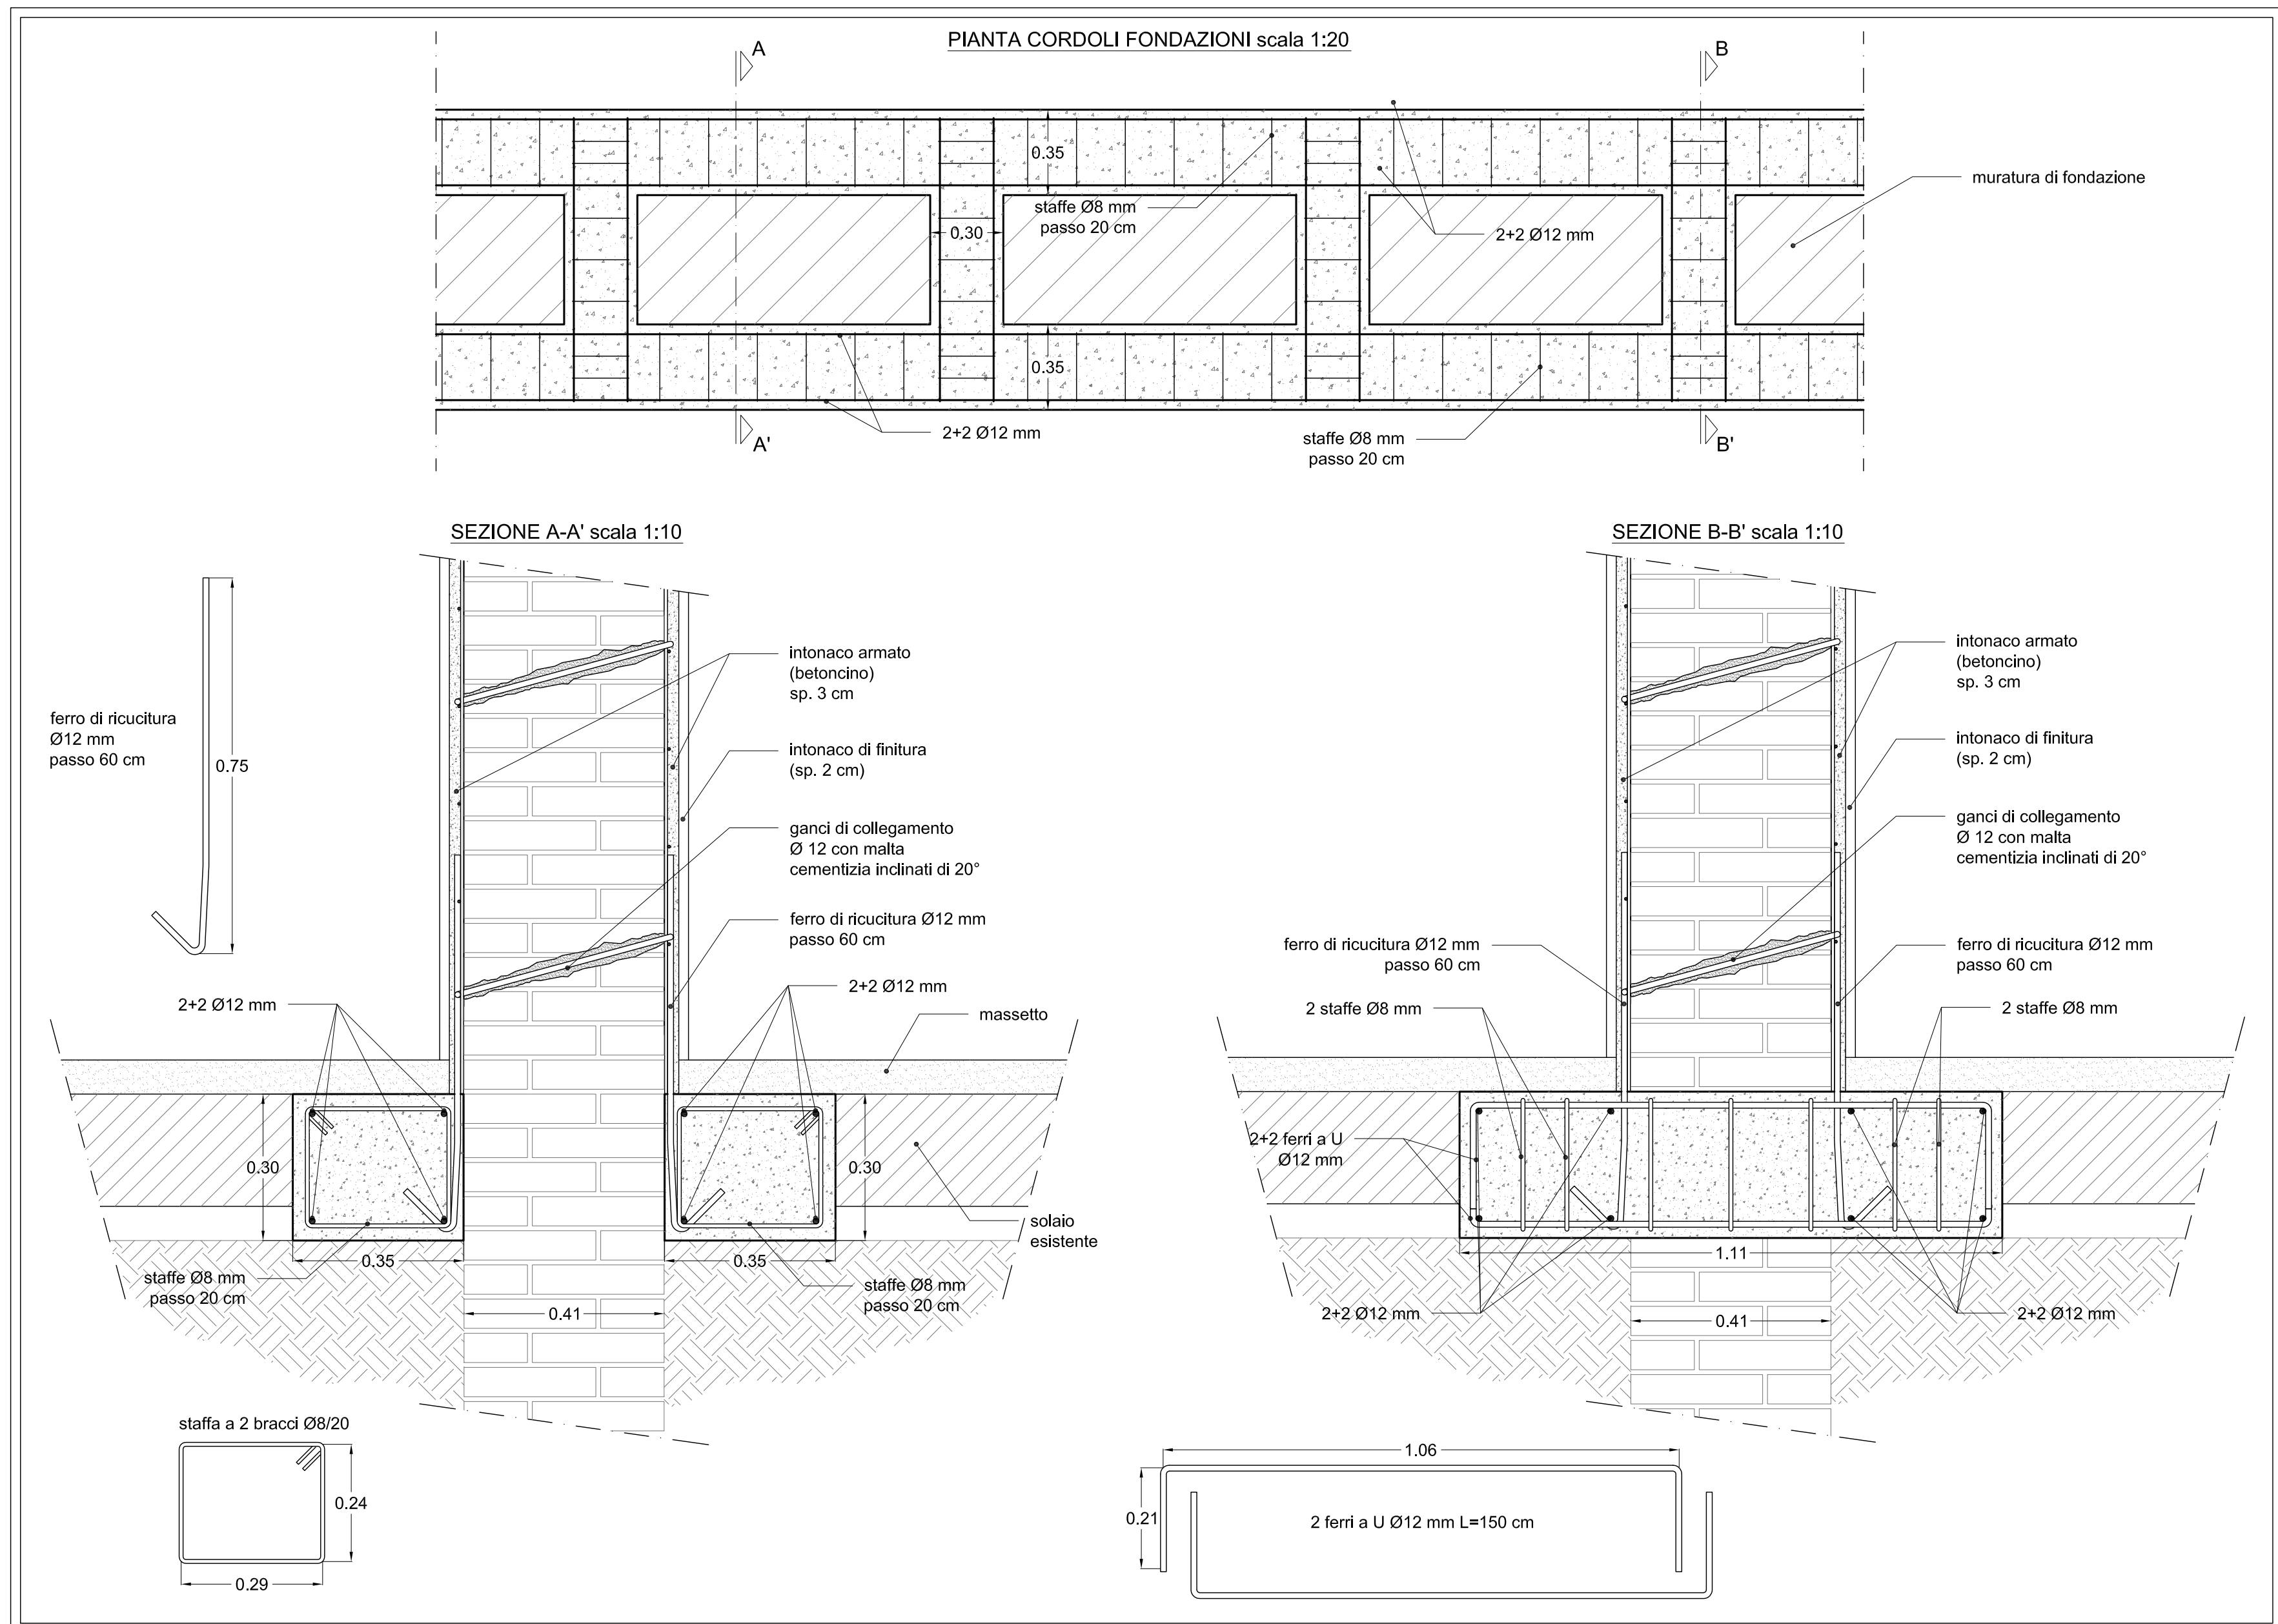 PIANTA CORDOLI FONDAZIONI scala 1:20
A
B
0.35
muratura di fondazione
staffe Ø8 mm
passo 20 cm
0.30
2+2 Ø12 mm
0.35
2+2 Ø12 mm
staffe Ø8 mm
passo 20 cm
A'
B'
SEZIONE A-A' scala 1:10
ferro di ricucitura
Ø12 mm
passo 60 cm
0.75
intonaco armato
(betoncino)
sp. 3 cm
intonaco di finitura
(sp. 2 cm)
ganci di collegamento
Ø 12 con malta
cementizia inclinati di 20°
ferro di ricucitura Ø12 mm
passo 60 cm
2+2 Ø12 mm
2+2 Ø12 mm
massetto
0.30
0.30
solaio
esistente
0.35
0.35
staffe Ø8 mm
passo 20 cm
staffe Ø8 mm
passo 20 cm
0.41
staffa a 2 bracci Ø8/20
0.24
0.29
SEZIONE B-B' scala 1:10
intonaco armato
(betoncino)
sp. 3 cm
intonaco di finitura
(sp. 2 cm)
ganci di collegamento
Ø 12 con malta
cementizia inclinati di 20°
ferro di ricucitura Ø12 mm
passo 60 cm
ferro di ricucitura Ø12 mm
passo 60 cm
2 staffe Ø8 mm
2 staffe Ø8 mm
2+2 ferri a U
Ø12 mm
1.11
2+2 Ø12 mm
0.41
2+2 Ø12 mm
1.06
0.21
2 ferri a U Ø12 mm L=150 cm